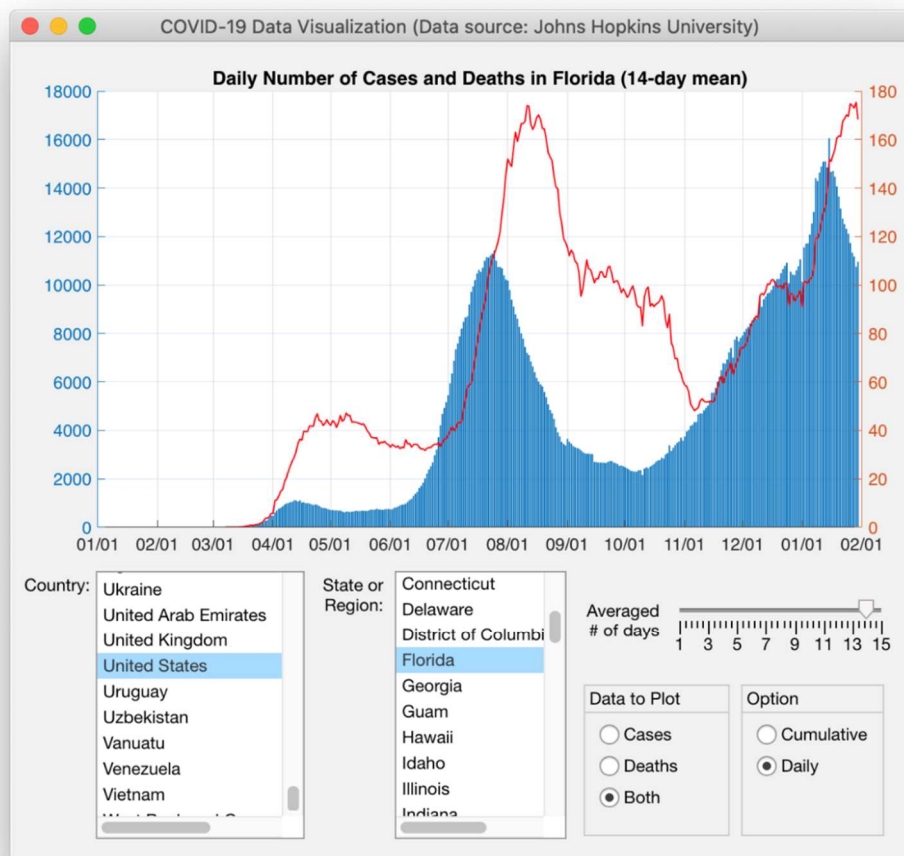 COVID-19 Data Visualization (Data source: Johns Hopkins University)
Daily Number of Cases and Deaths in Florida (14-day mean)
18000 180
16000 160
14000 140
12000 120
10000 100
8000 80
6000 60
4000 40
2000 20
0 0
01/01 02/01 03/01 04/01 05/01 06/01 07/01 08/01 09/01 10/01 11/01 12/01 01/01 02/01
Country:
Ukraine
United Arab Emirates
United Kingdom
United States
Uruguay
Uzbekistan
Vanuatu
Venezuela
Vietnam
State or
Region:
Connecticut
Delaware
District of Columbi
Florida
Georgia
Guam
Hawaii
Idaho
Illinois
Indiana
Averaged
# of days
1 3 5 7 9 11 13 15
Data to Plot
Cases
Deaths
Both
Option
Cumulative
Daily